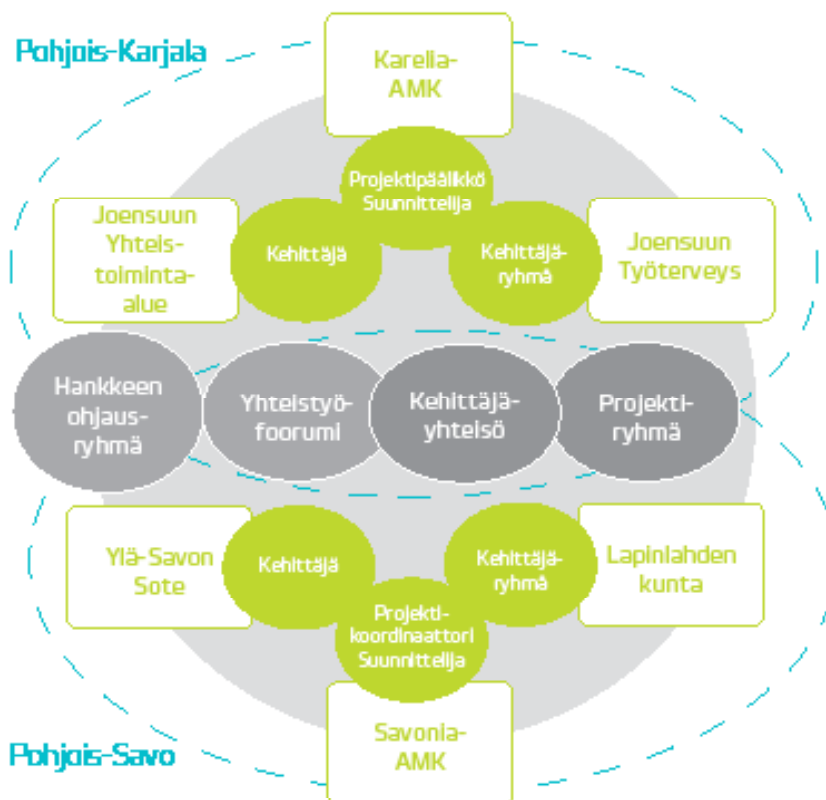 Pohjois-Karjala
Karelia-
AMK
Projektipäälikkö
Suunnittelija
Joensuun
Yhteis-
toiminta-
alue
Kehittäjä
Kehittäjä-
ryhmä
Joensuun
Työterveys
Hankkeen
ohjaus-
ryhmä
Yhteistyö-
foorumi
Kehittäjä-
yhteisö
Projekti-
ryhmä
Ylä-Savon
Sote
Kehittäjä
Kehittäjä-
ryhmä
Lapinlahden
kunta
Projekti-
koordinaattori
Suunnittelija
Savonia-
AMK
Pohjois-Savo